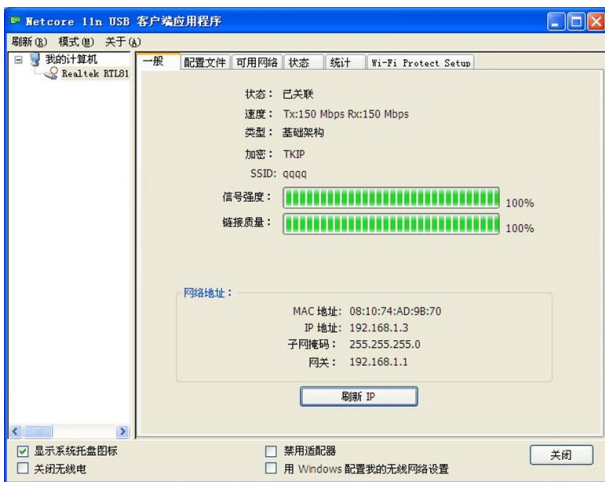 Netcore 11n USB 客户端应用程序
刷新(R) 模式(M) 关于(A)
我的计算机
Realtek RTL81
一般 配置文件 可用网络 状态 统计 Wi-Fi Protect Setup
状态： 已关联
速度： Tx:150 Mbps Rx:150 Mbps
类型： 基础架构
加密： TKIP
SSID: qqqq
信号强度： 100%
链接质量： 100%
网络地址：
MAC 地址: 08:10:74:AD:9B:70
IP 地址: 192.168.1.3
子网掩码： 255.255.255.0
网关： 192.168.1.1
刷新 IP
显示系统托盘图标 禁用适配器 关闭
关闭无线电 用 Windows 配置我的无线网络设置